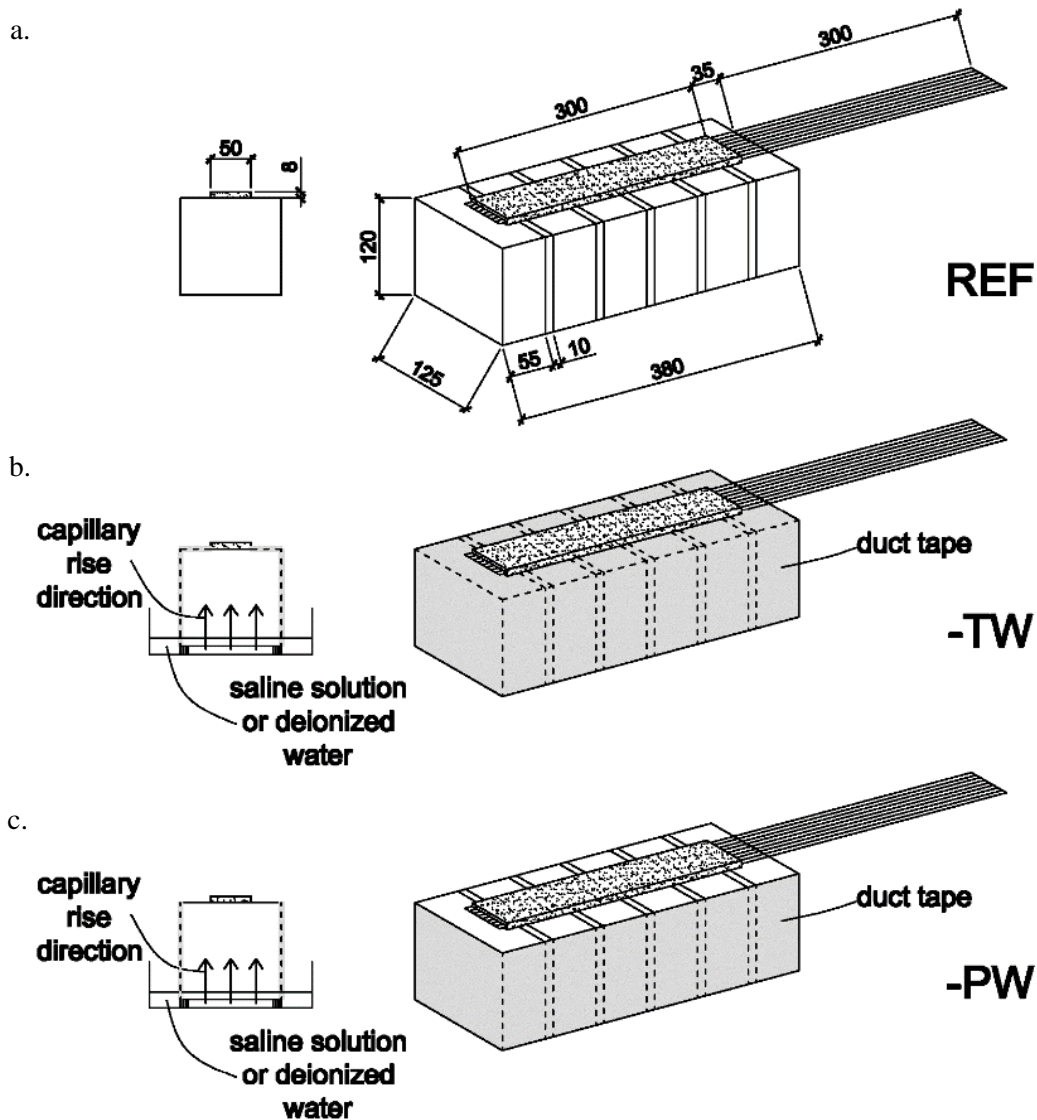 a.
300
35
300
50
8
120
REF
55
10
125
380
b.
capillary
rise
direction
duct tape
-TW
saline solution
or deionized
water
c.
capillary
rise
direction
duct tape
-PW
saline solution
or deionized
water